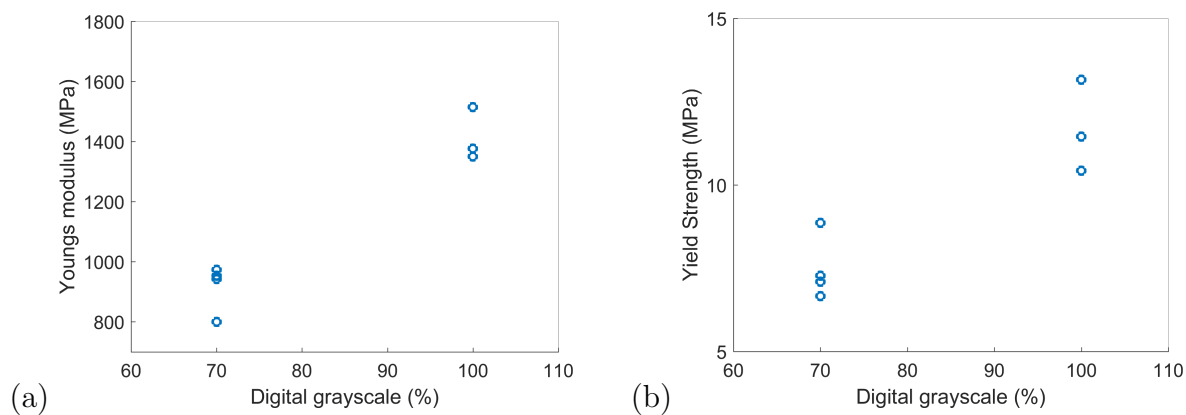 1800
1600
1400
1200
1000
800
Youngs modulus (MPa)
60 70 80 90 100 110
Digital grayscale (%)
(a)
15
10
5
Yield Strength (MPa)
60 70 80 90 100 110
Digital grayscale (%)
(b)